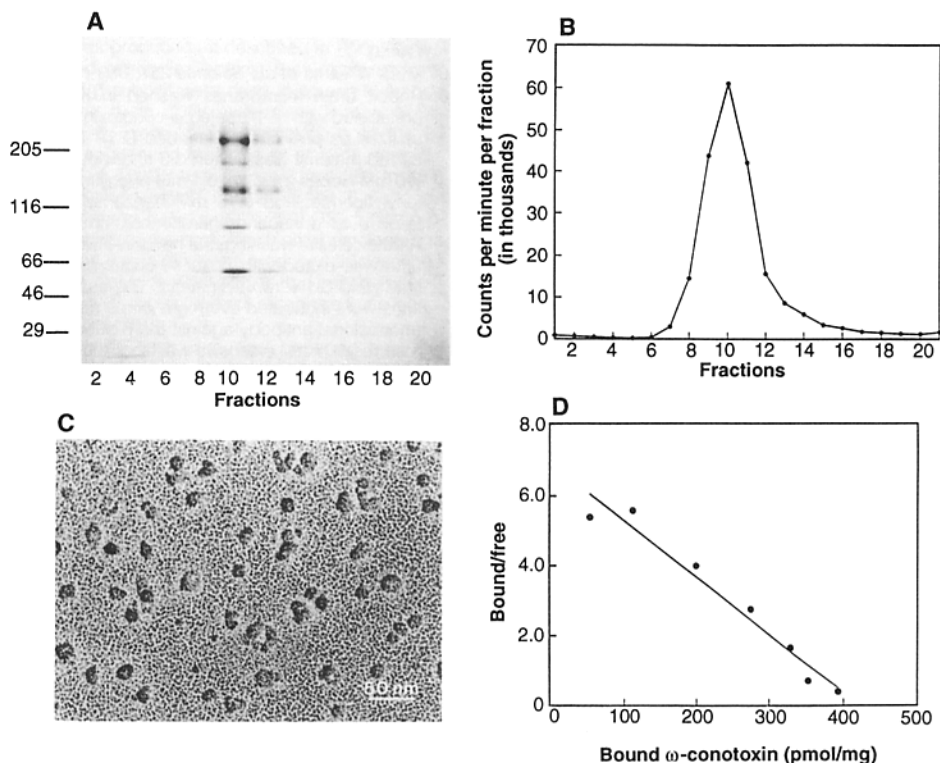 A
205
116
66
46
29
2 4 6 8 10 12 14 16 18 20
Fractions
B
Counts per minute per fraction
(in thousands)
70
60
50
40
30
20
10
0
2 4 6 8 10 12 14 16 18 20
Fractions
C
50 nm
D
Bound/free
8.0
6.0
4.0
2.0
0
0 100 200 300 400 500
Bound ω-conotoxin (pmol/mg)